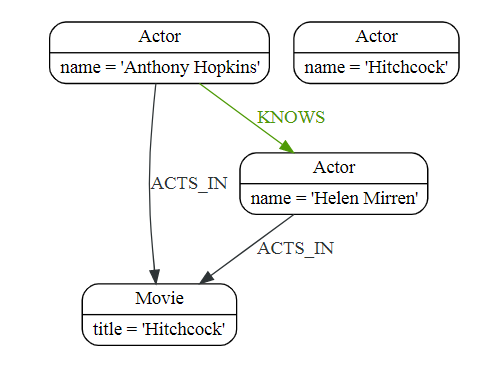 Actor
name = 'Anthony Hopkins'
Actor
name = 'Hitchcock'
KNOWS
Actor
name = 'Helen Mirren'
ACTS_IN
ACTS_IN
Movie
title = 'Hitchcock'